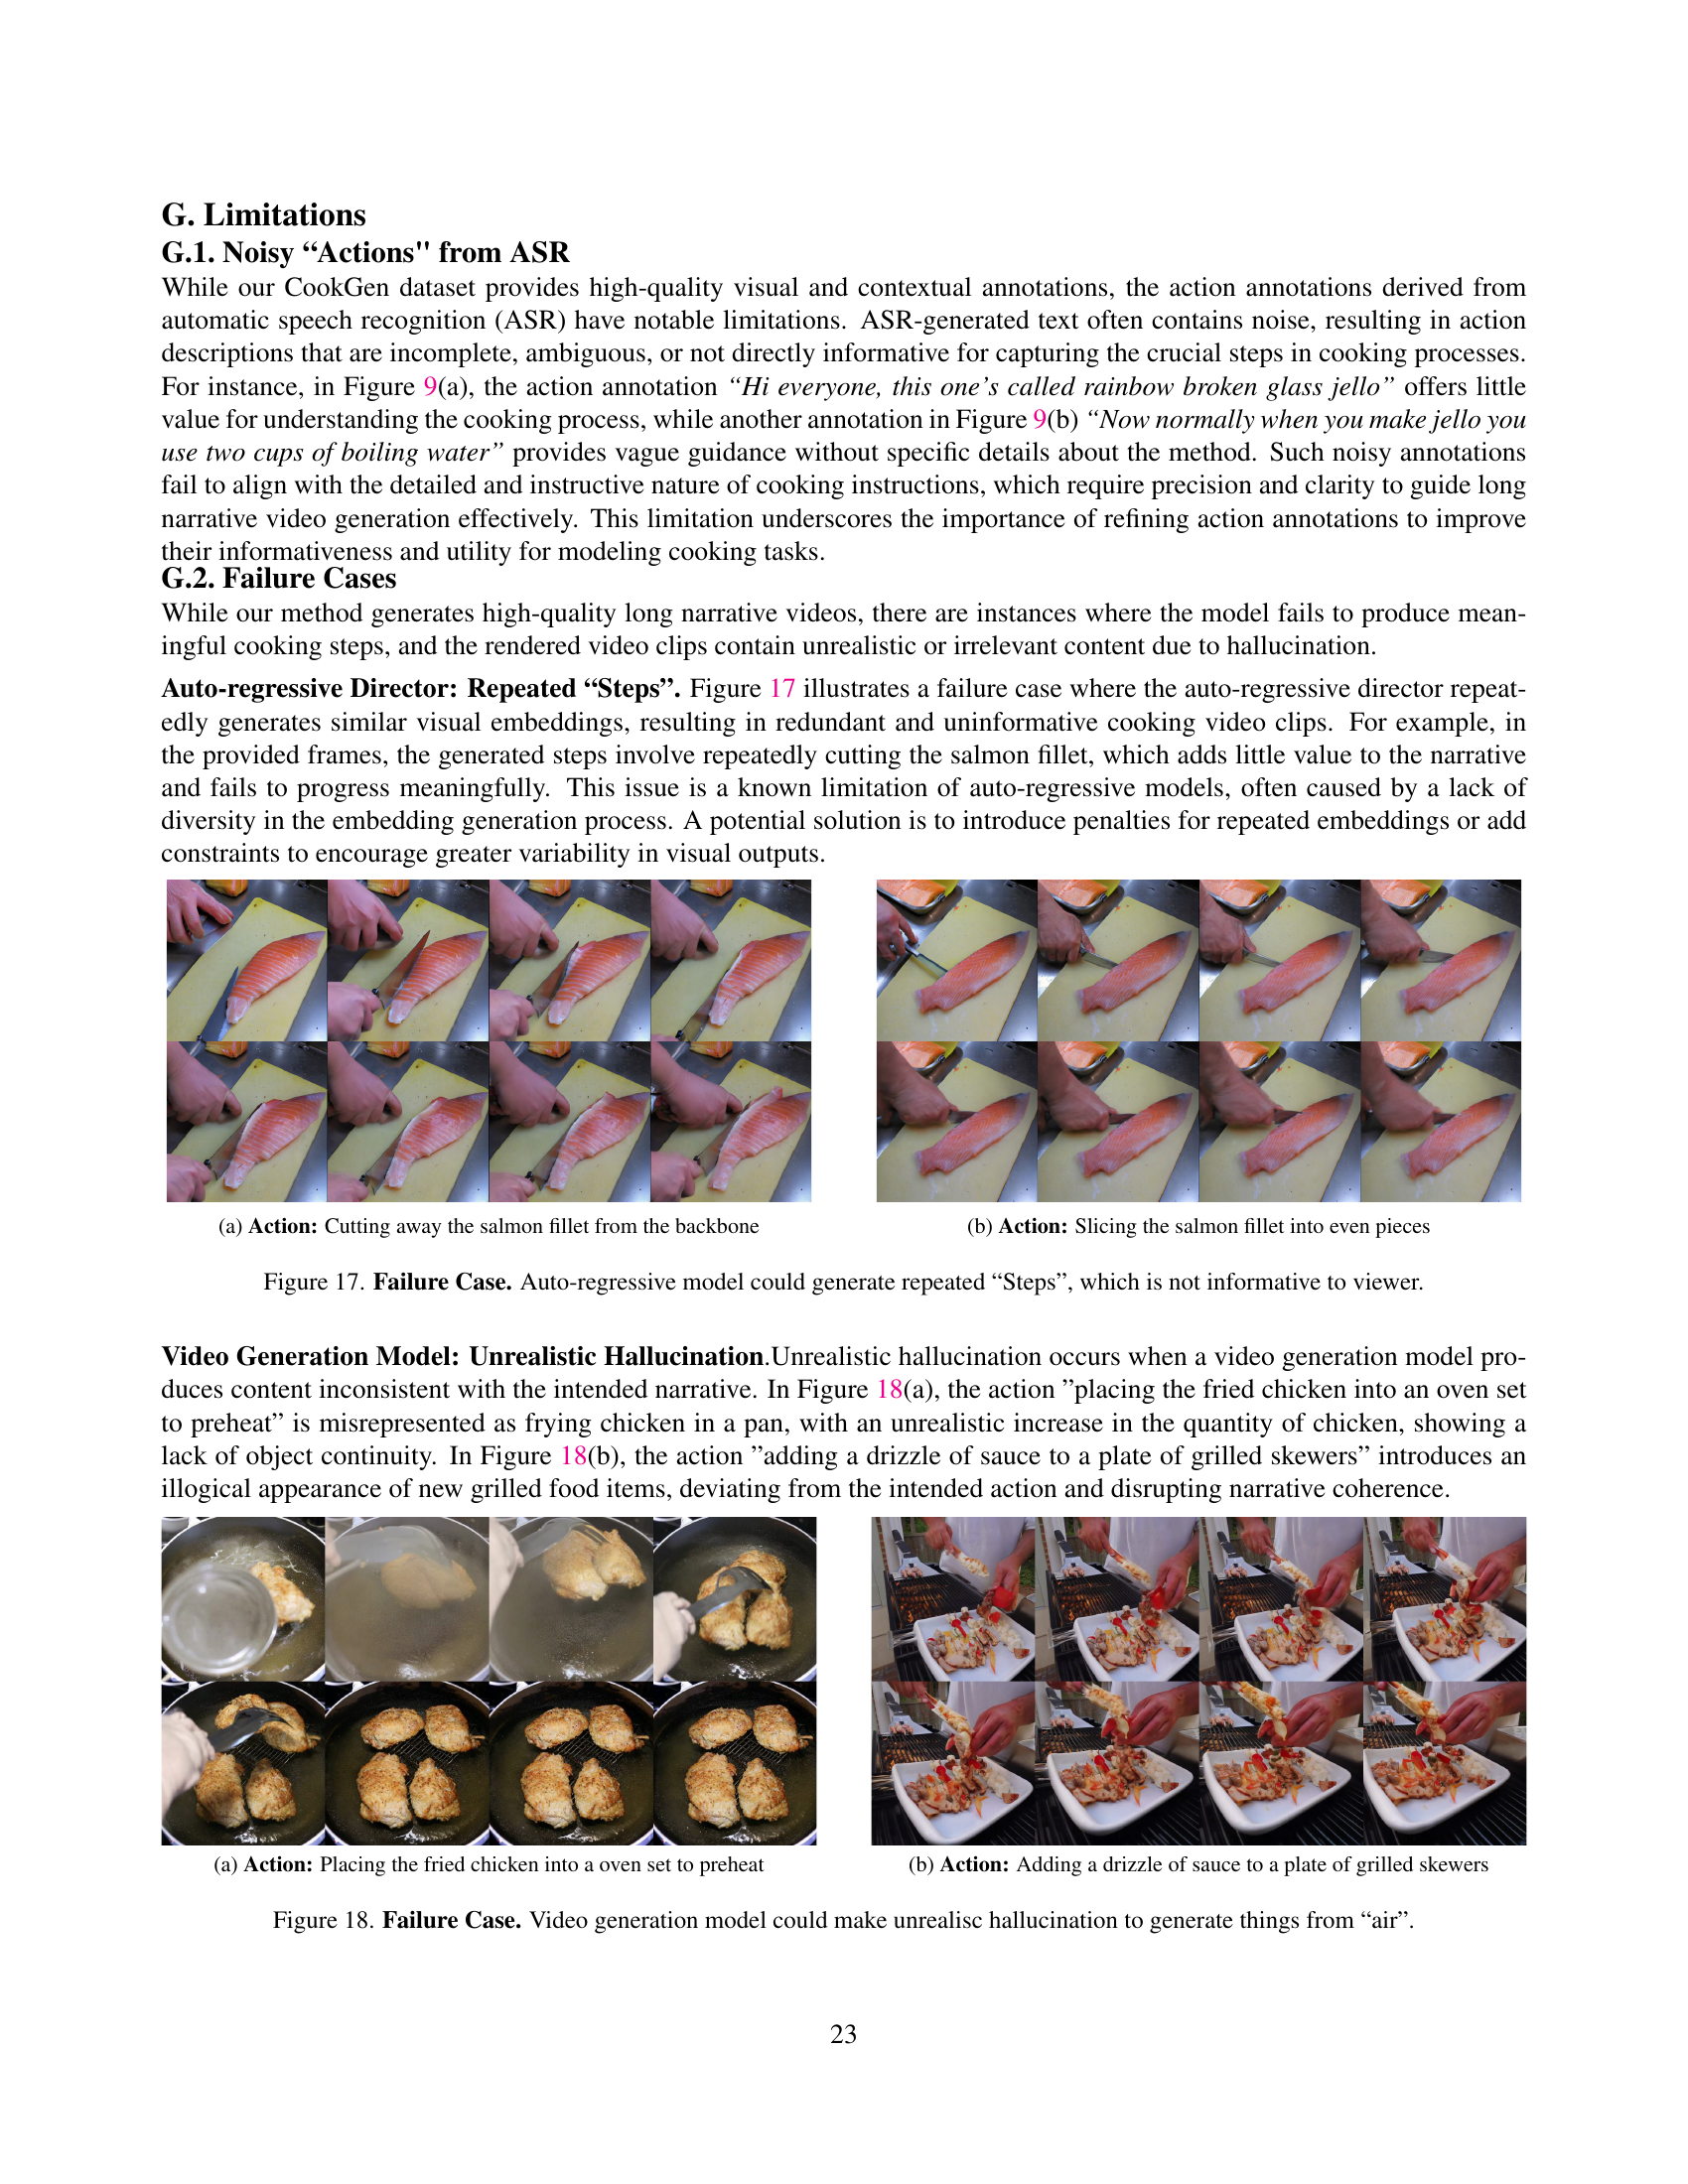 G. Limitations
G.1. Noisy “Actions" from ASR
While our CookGen dataset provides high-quality visual and contextual annotations, the action annotations derived from
automatic speech recognition (ASR) have notable limitations. ASR-generated text often contains noise, resulting in action
descriptions that are incomplete, ambiguous, or not directly informative for capturing the crucial steps in cooking processes.
For instance, in Figure 9(a), the action annotation “Hi everyone, this one’s called rainbow broken glass jello” offers little
value for understanding the cooking process, while another annotation in Figure 9(b) “Now normally when you make jello you
use two cups of boiling water” provides vague guidance without specific details about the method. Such noisy annotations
fail to align with the detailed and instructive nature of cooking instructions, which require precision and clarity to guide long
narrative video generation effectively. This limitation underscores the importance of refining action annotations to improve
their informativeness and utility for modeling cooking tasks.
G.2. Failure Cases
While our method generates high-quality long narrative videos, there are instances where the model fails to produce mean-
ingful cooking steps, and the rendered video clips contain unrealistic or irrelevant content due to hallucination.
Auto-regressive Director: Repeated “Steps”. Figure 17 illustrates a failure case where the auto-regressive director repeat-
edly generates similar visual embeddings, resulting in redundant and uninformative cooking video clips. For example, in
the provided frames, the generated steps involve repeatedly cutting the salmon fillet, which adds little value to the narrative
and fails to progress meaningfully. This issue is a known limitation of auto-regressive models, often caused by a lack of
diversity in the embedding generation process. A potential solution is to introduce penalties for repeated embeddings or add
constraints to encourage greater variability in visual outputs.
(a) Action: Cutting away the salmon fillet from the backbone
(b) Action: Slicing the salmon fillet into even pieces
Figure 17. Failure Case. Auto-regressive model could generate repeated “Steps”, which is not informative to viewer.
Video Generation Model: Unrealistic Hallucination.Unrealistic hallucination occurs when a video generation model pro-
duces content inconsistent with the intended narrative. In Figure 18(a), the action ”placing the fried chicken into an oven set
to preheat” is misrepresented as frying chicken in a pan, with an unrealistic increase in the quantity of chicken, showing a
lack of object continuity. In Figure 18(b), the action ”adding a drizzle of sauce to a plate of grilled skewers” introduces an
illogical appearance of new grilled food items, deviating from the intended action and disrupting narrative coherence.
(a) Action: Placing the fried chicken into a oven set to preheat
(b) Action: Adding a drizzle of sauce to a plate of grilled skewers
Figure 18. Failure Case. Video generation model could make unrealisc hallucination to generate things from “air”.
23